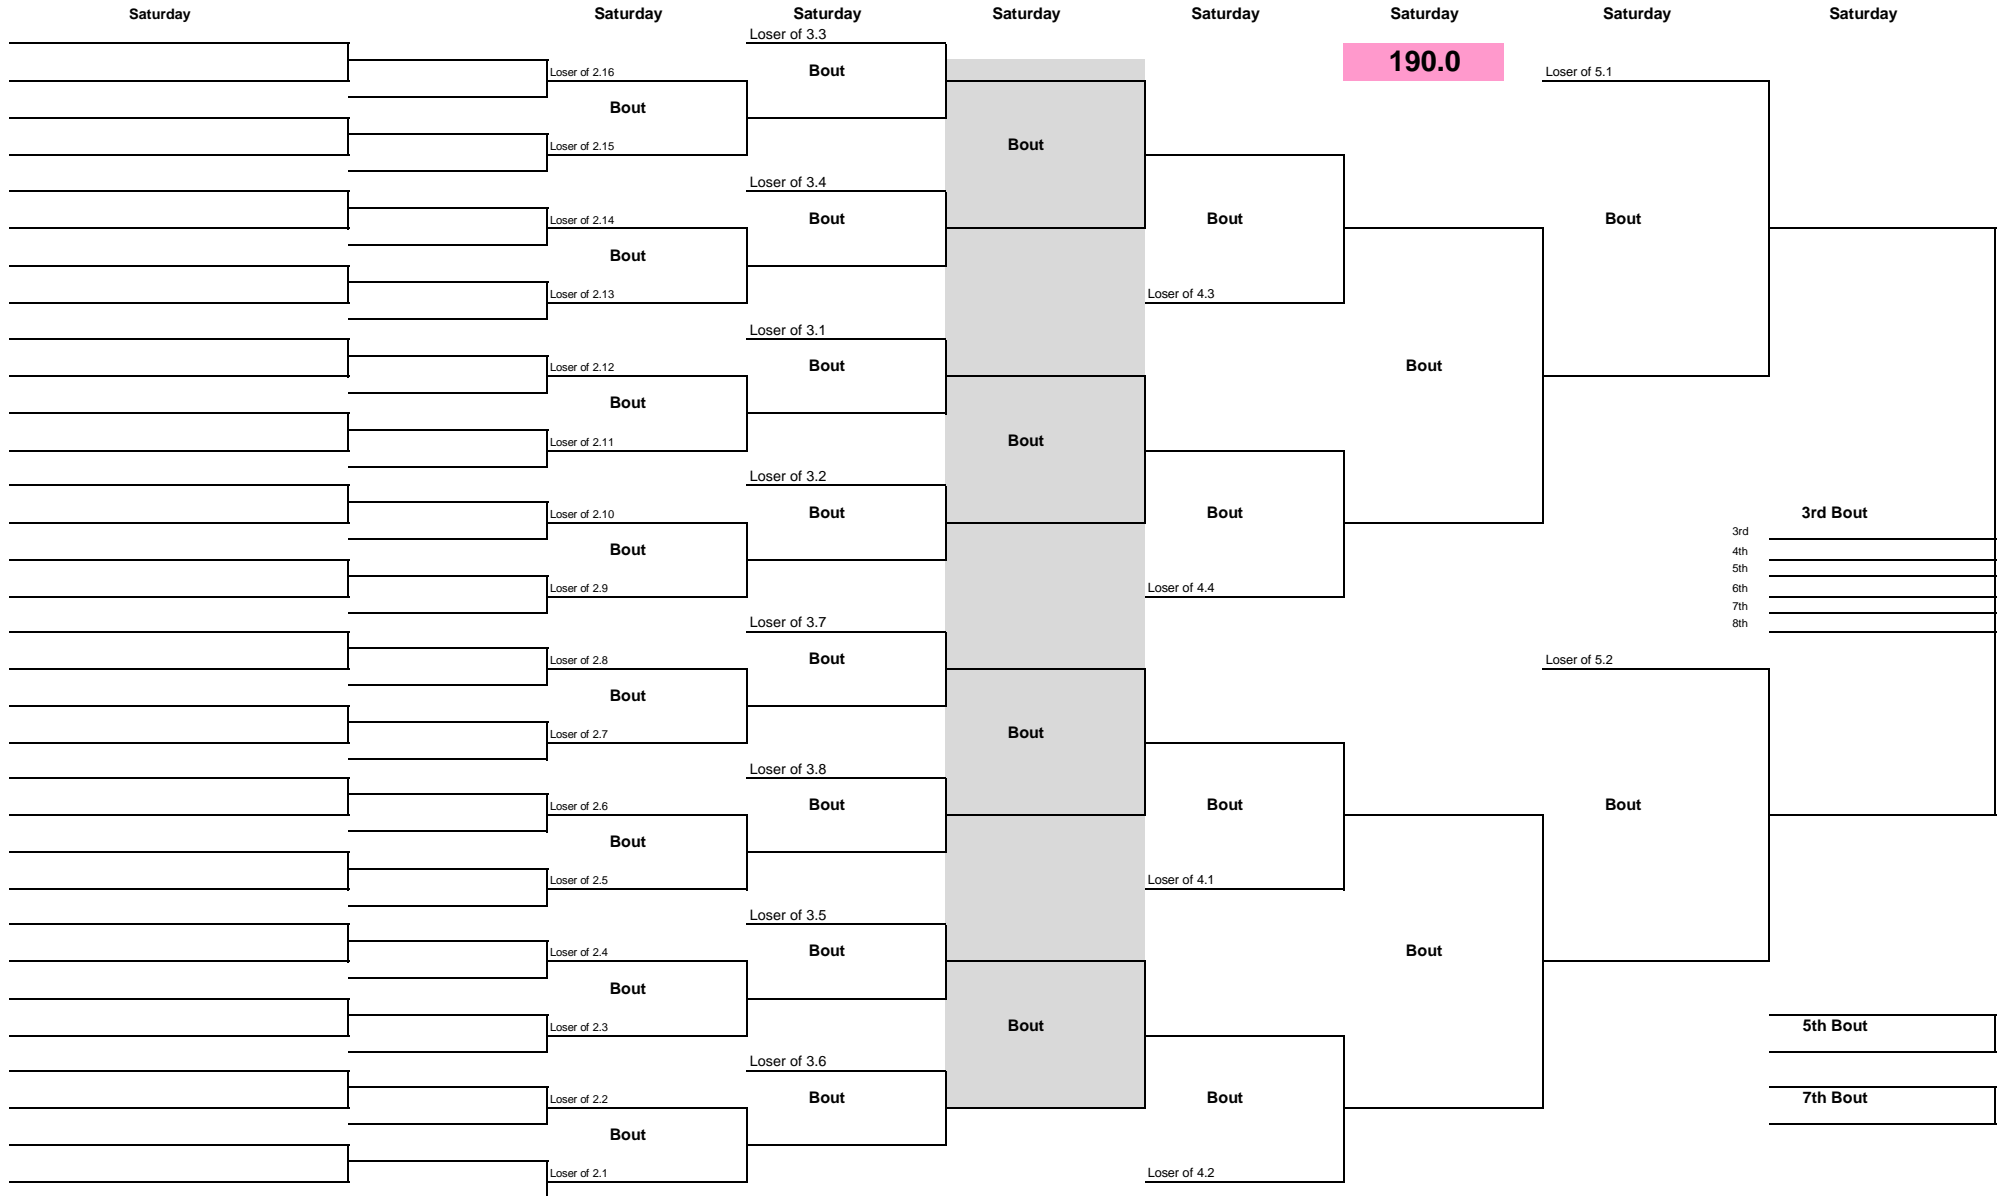 Saturday Saturday Saturday Saturday Saturday Saturday Saturday Saturday
Loser of 3.3
190.0
Loser of 2.16 Bout Loser of 5.1
Bout
Loser of 2.15 Bout
Loser of 3.4
Loser of 2.14 Bout Bout Bout
Bout
Loser of 2.13 Loser of 4.3
Loser of 3.1
Loser of 2.12 Bout Bout
Bout
Loser of 2.11 Bout
Loser of 3.2
Loser of 2.10 Bout Bout 3rd Bout
3rd
Bout 4th
5th
Loser of 2.9 Loser of 4.4 6th
7th
Loser of 3.7 8th
Loser of 2.8 Bout Loser of 5.2
Bout
Loser of 2.7 Bout
Loser of 3.8
Loser of 2.6 Bout Bout Bout
Bout
Loser of 2.5 Loser of 4.1
Loser of 3.5
Loser of 2.4 Bout Bout
Bout
Loser of 2.3 Bout 5th Bout
Loser of 3.6
Loser of 2.2 Bout Bout 7th Bout
Bout
Loser of 2.1 Loser of 4.2